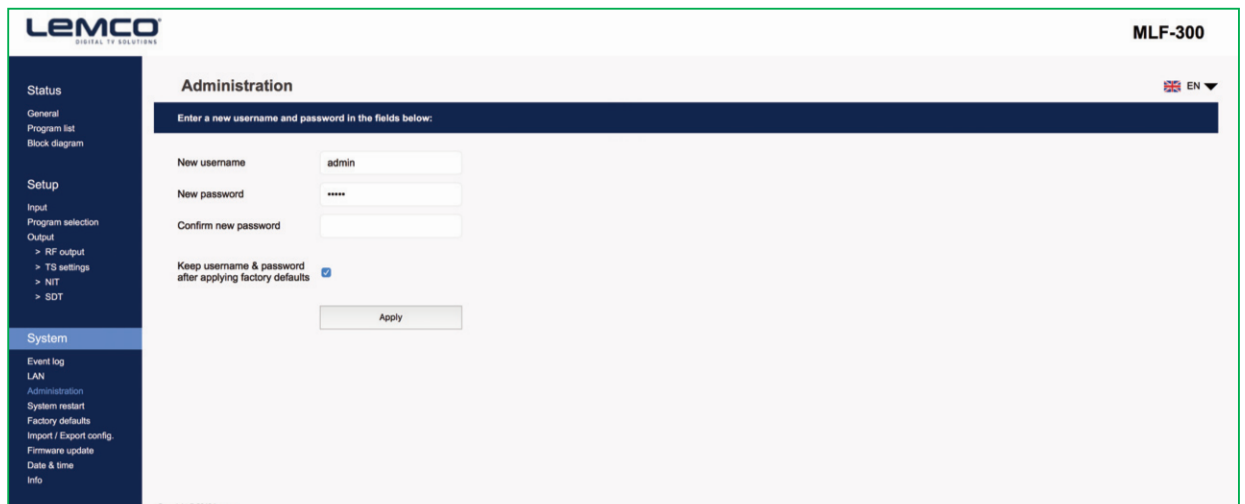 LEMCO
DIGITAL TV SOLUTIONS
MLF-300
Status
General
Program list
Block diagram
Setup
Input
Program selection
Output
> RF output
> TS settings
> NIT
> SDT
System
Event log
LAN
Administration
System restart
Factory defaults
Import / Export config.
Firmware update
Date & time
Info
Administration
EN
Enter a new username and password in the fields below:
New username admin
New password •••••
Confirm new password
Keep username & password
after applying factory defaults
Apply